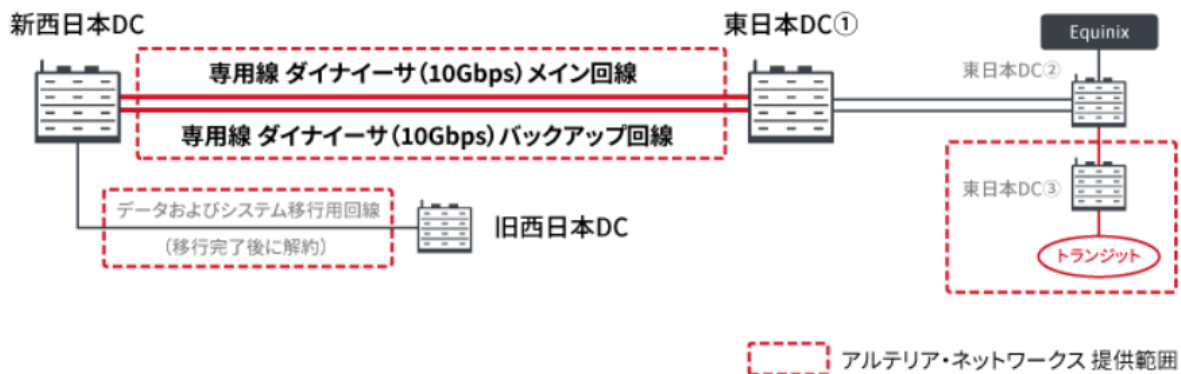 新西日本DC
東日本DC①
専用線 ダイナイーサ(10Gbps)メイン回線
専用線 ダイナイーサ(10Gbps)バックアップ回線
Equinix
東日本DC②
東日本DC③
トランジット
データおよびシステム移行用回線
(移行完了後に解約)
旧西日本DC
アルテリア・ネットワークス 提供範囲